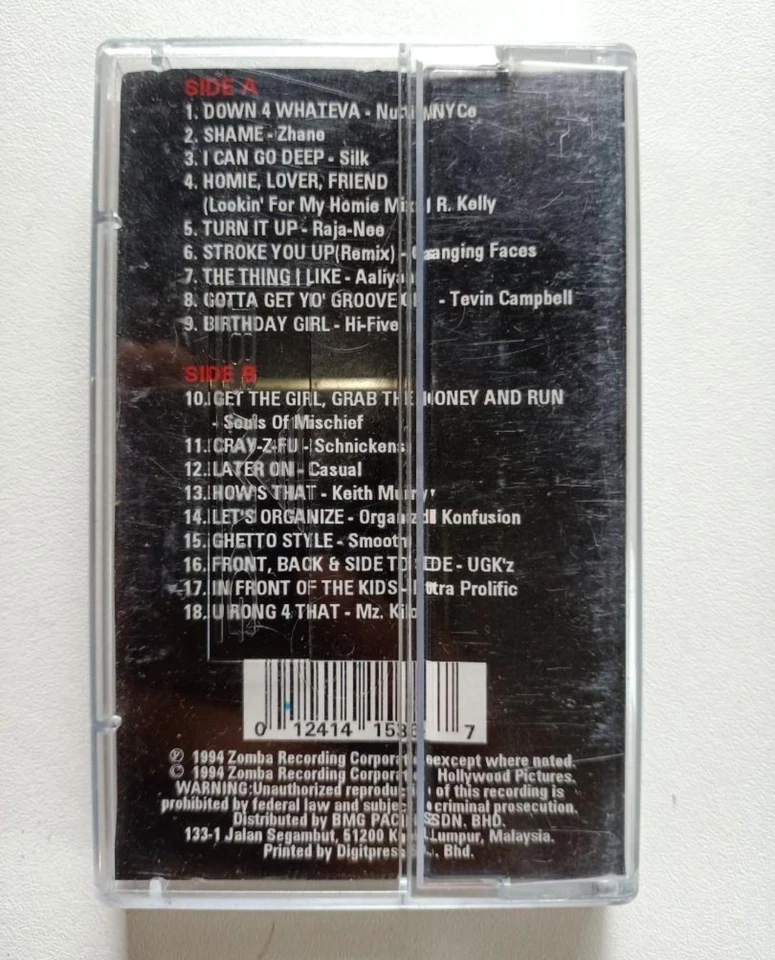 SIDE A
1. DOWN 4 WHATEVA - NYCe
2. SHAME - Zhane
3. I CAN GO DEEP - Silk
4. HOMIE, LOVER, FRIEND
(Lookin' For My Homie Mix) R. Kelly
5. TURN IT UP - Raja-Nee
6. STROKE YOU UP(Remix) - Changing Faces
7. THE THING I LIKE - Aaliyah
8. GOTTA GET YO' GROOVE - Tevin Campbell
9. BIRTHDAY GIRL - Hi-Five
SIDE B
10. GET THE GIRL, GRAB THE MONEY AND RUN
- Souls Of Mischief
11. CRAY-Z-FU - Schnickens
12. LATER ON - Casual
13. HOW'S THAT - Keith Murray
14. LET'S ORGANIZE - Organized Konfusion
15. GHETTO STYLE - Smooth
16. FRONT, BACK & SIDE TO SIDE - UGK'z
17. IN FRONT OF THE KIDS - Extra Prolific
18. U RONG 4 THAT - Mz. Kilo
0 12414 7
℗ 1994 Zomba Recording Corporation except where noted.
© 1994 Zomba Recording Corporation Hollywood Pictures.
WARNING:Unauthorized reproduction of this recording is
prohibited by federal law and subject criminal prosecution.
Distributed by BMG PACIFIC SDN. BHD.
133-1 Jalan Segambut, 51200 Kuala Lumpur, Malaysia.
Printed by Digitpress Bhd.